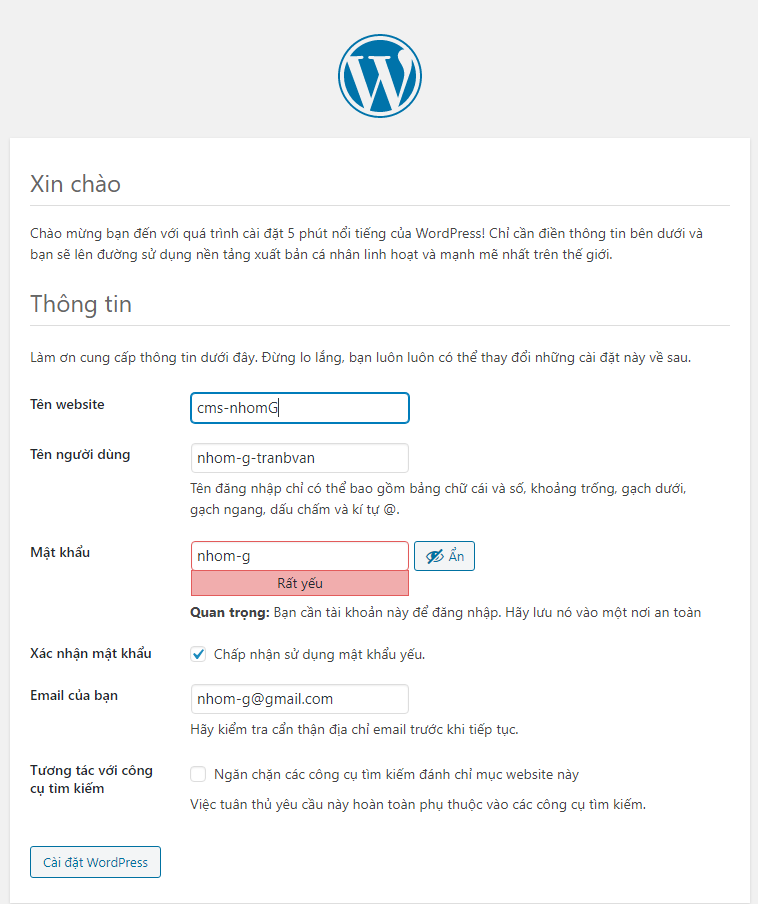 Xin chào
Chào mừng bạn đến với quá trình cài đặt 5 phút nổi tiếng của WordPress! Chỉ cần điền thông tin bên dưới và
bạn sẽ lên đường sử dụng nền tảng xuất bản cá nhân linh hoạt và mạnh mẽ nhất trên thế giới.
Thông tin
Làm ơn cung cấp thông tin dưới đây. Đừng lo lắng, bạn luôn luôn có thể thay đổi những cài đặt này về sau.
Tên website
cms-nhomG
Tên người dùng
nhom-g-tranbvan
Tên đăng nhập chỉ có thể bao gồm bảng chữ cái và số, khoảng trống, gạch dưới,
gạch ngang, dấu chấm và kí tự @.
Mật khẩu
nhom-g
Ẩn
Rất yếu
Quan trọng: Bạn cần tài khoản này để đăng nhập. Hãy lưu nó vào một nơi an toàn
Xác nhận mật khẩu
Chấp nhận sử dụng mật khẩu yếu.
Email của bạn
nhom-g@gmail.com
Hãy kiểm tra cẩn thận địa chỉ email trước khi tiếp tục.
Tương tác với công
cụ tìm kiếm
Ngăn chặn các công cụ tìm kiếm đánh chỉ mục website này
Việc tuân thủ yêu cầu này hoàn toàn phụ thuộc vào các công cụ tìm kiếm.
Cài đặt WordPress